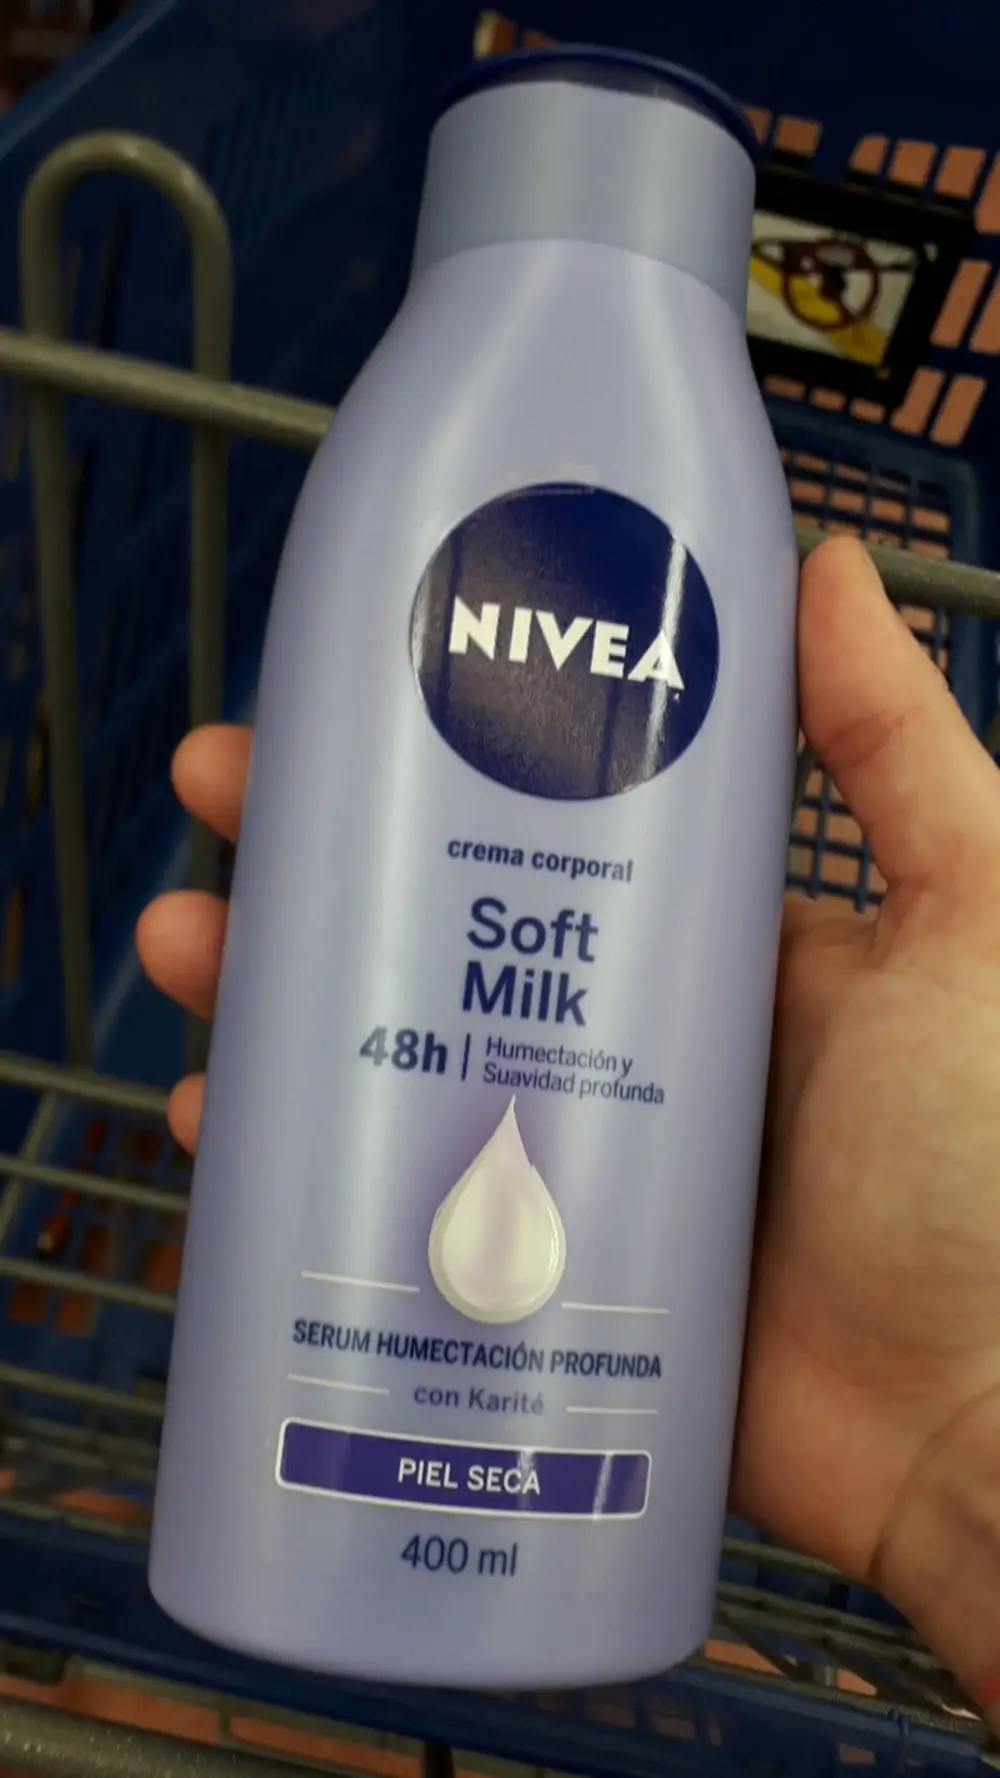 NIVEA
crema corporal
Soft
Milk
48h | Humectación y
Suavidad profunda
SERUM HUMECTACIÓN PROFUNDA
con Karité
PIEL SECA
400 ml